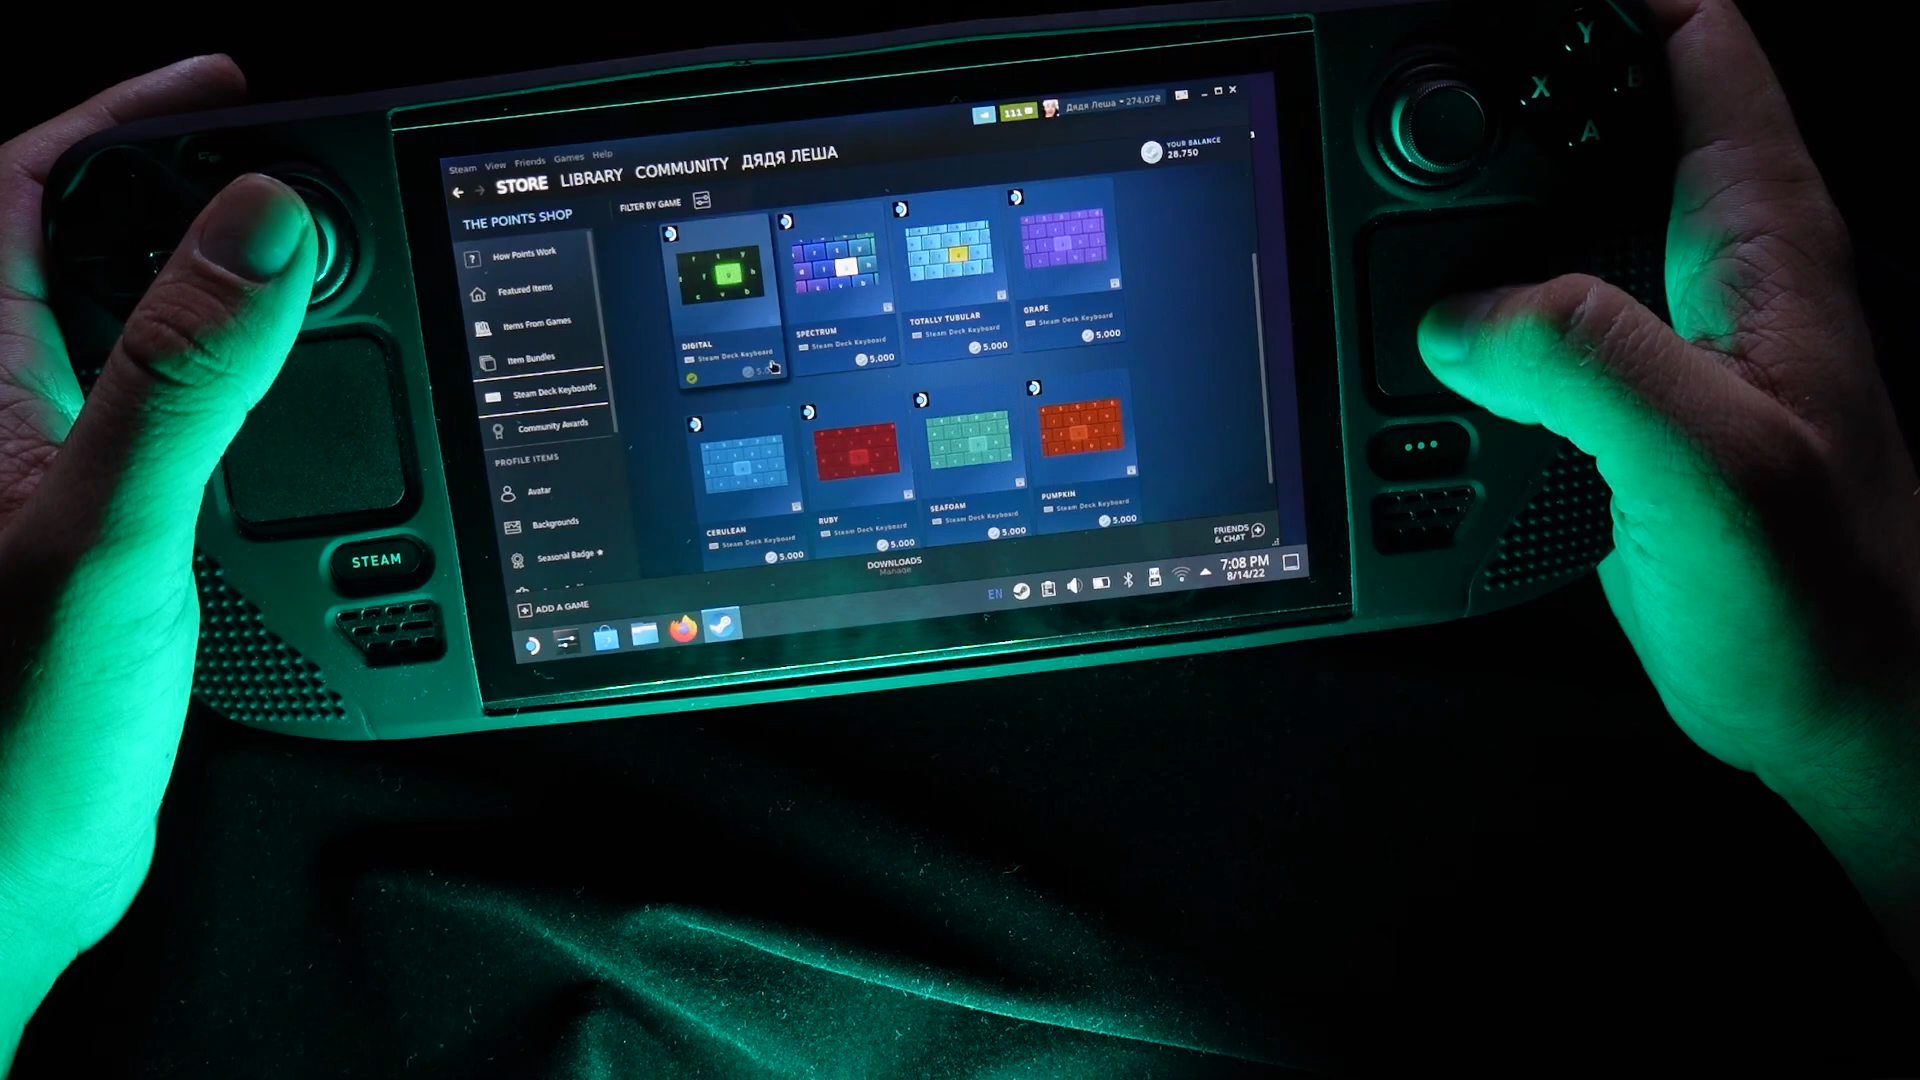 Steam View Friends Games Help
111
Дядя Леша 274,07₴
STORE LIBRARY COMMUNITY ДЯДЯ ЛЕША
YOUR BALANCE
28.750
THE POINTS SHOP
FILTER BY GAME
How Points Work
Featured Items
Items From Games
Item Bundles
Steam Deck Keyboards
Community Awards
PROFILE ITEMS
Avatar
Backgrounds
Seasonal Badge
DIGITAL
Steam Deck Keyboard
SPECTRUM
Steam Deck Keyboard
5.000
TOTALLY TUBULAR
Steam Deck Keyboard
5.000
GRAPE
Steam Deck Keyboard
5.000
CERULEAN
Steam Deck Keyboard
5.000
RUBY
Steam Deck Keyboard
5.000
SEAFOAM
Steam Deck Keyboard
5.000
PUMPKIN
Steam Deck Keyboard
5.000
ADD A GAME
DOWNLOADS
Manage
FRIENDS
& CHAT
EN
7:08 PM
8/14/22
STEAM
Y
X
B
A